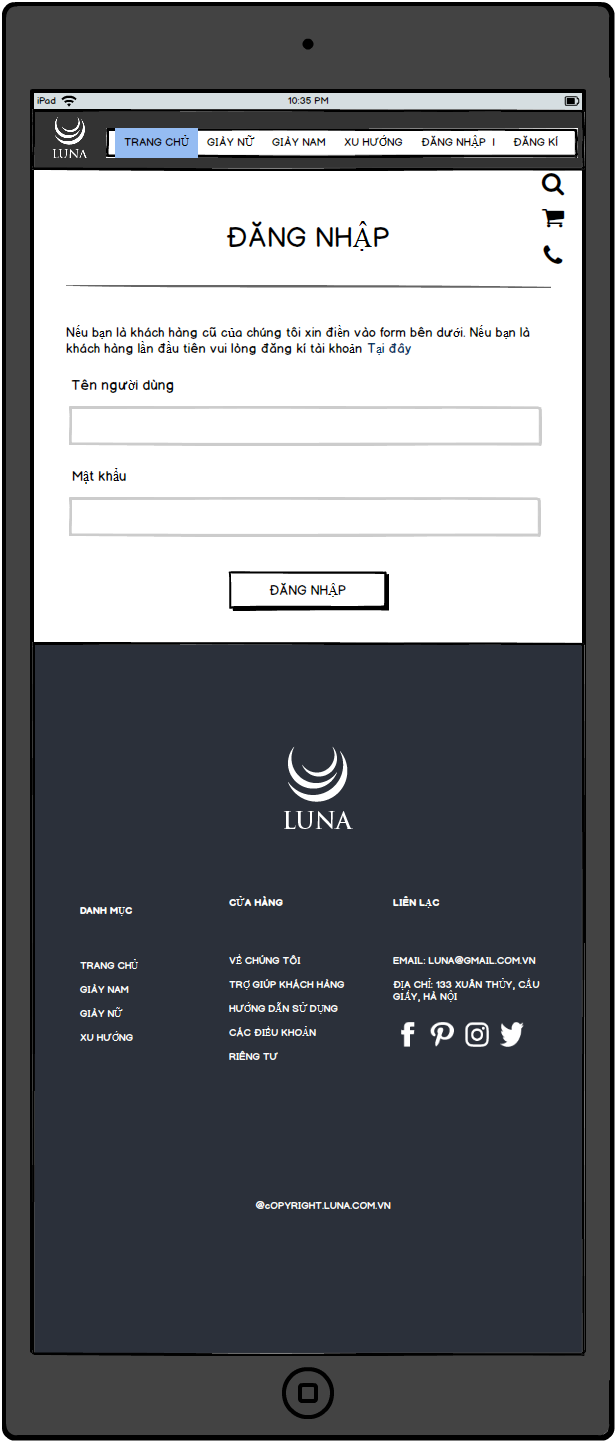 iPad 10:35 PM
LUNA
TRANG CHỦ GIÀY NỮ GIÀY NAM XU HƯỚNG ĐĂNG NHẬP | ĐĂNG KÍ
ĐĂNG NHẬP
Nếu bạn là khách hàng cũ của chúng tôi xin điền vào form bên dưới. Nếu bạn là
khách hàng lần đầu tiên vui lòng đăng kí tài khoản Tại đây
Tên người dùng
Mật khẩu
ĐĂNG NHẬP
LUNA
DANH MỤC
TRANG CHỦ
GIÀY NAM
GIÀY NỮ
XU HƯỚNG
CỬA HÀNG
VỀ CHÚNG TÔI
TRỢ GIÚP KHÁCH HÀNG
HƯỚNG DẪN SỬ DỤNG
CÁC ĐIỀU KHOẢN
RIÊNG TƯ
LIÊN LẠC
EMAIL: LUNA@GMAIL.COM.VN
ĐỊA CHỈ: 133 XUÂN THỦY, CẦU
GIẤY, HÀ NỘI
@cOPYRIGHT.LUNA.COM.VN